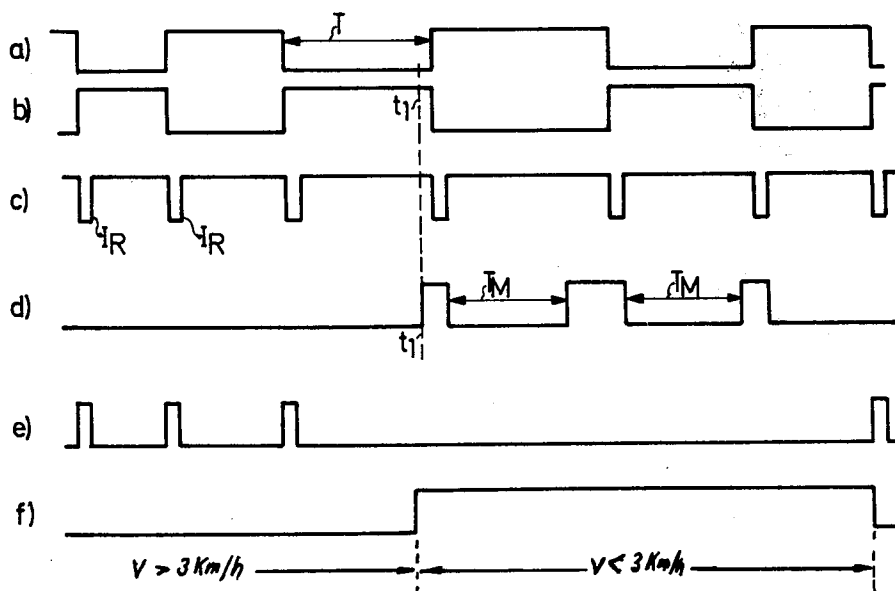 a)
T
b)
t1'
c)
IR
IR
d)
TM
TM
t1'
e)
f)
V > 3 Km/h
V < 3 Km/h